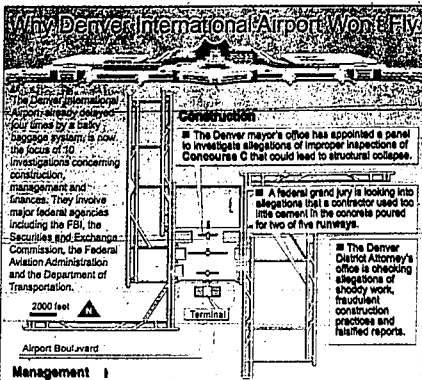 Why Denver International Airport Won't Fly
The Denver International
Airport already delayed
four times by a balky
baggage system, is now
the focus of 10
investigations concerning
construction,
management and
finances. They involve
major federal agencies
including the FBI, the
Securities and Exchange
Commission, the Federal
Aviation Administration
and the Department of
Transportation.
2000 feet
N
Airport Boulevard
Management
Construction
■ The Denver mayor's office has appointed a panel
to investigate allegations of improper inspections of
Concourse C that could lead to structural collapse.
■ A federal grand jury is looking into
allegations that a contractor used too
little cement in the concrete poured
for two of five runways.
■ The Denver
District Attorney's
office is checking
allegations of
shoddy work,
fraudulent
construction
practices and
falsified reports.
Terminal